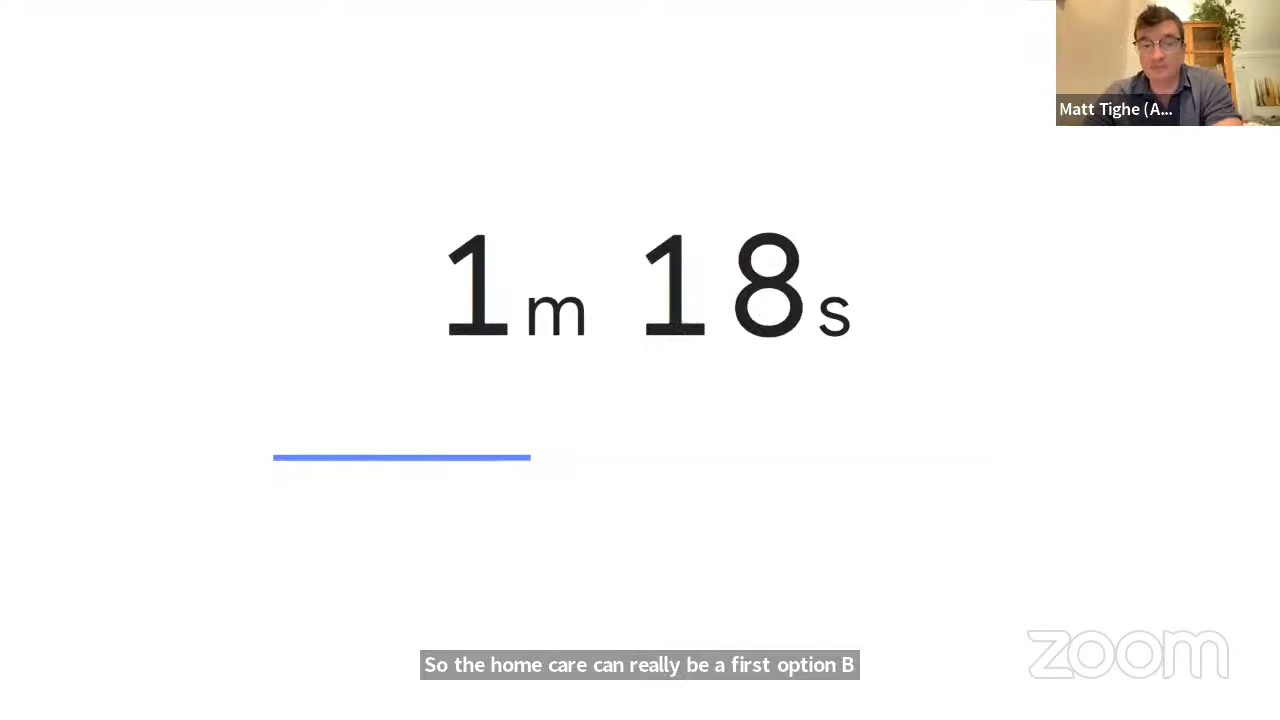 Matt Tighe (A...
1m 18s
So the home care can really be a first option B
zoom